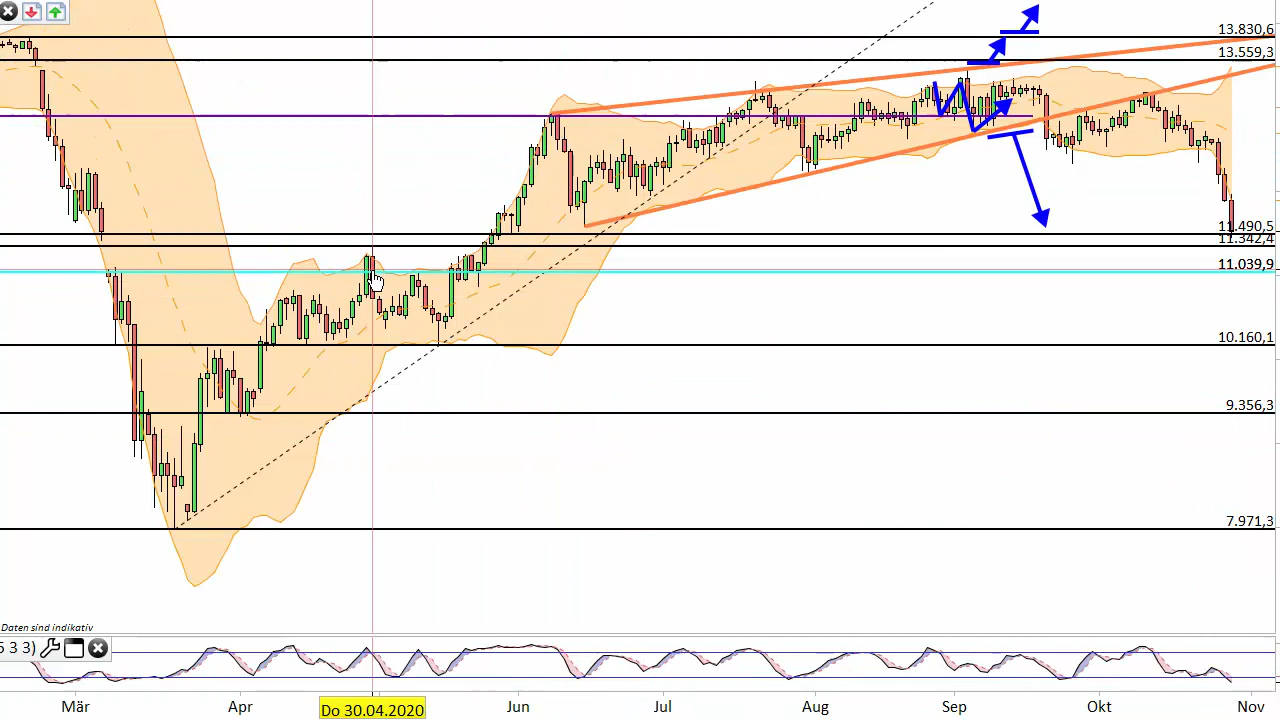 13.830,6
13.559,3
11.490,5
11.342,4
11.039,9
10.160,1
9.356,3
7.971,3
Daten sind indikativ
5 3 3)
Mär Apr Do 30.04.2020 Jun Jul Aug Sep Okt Nov